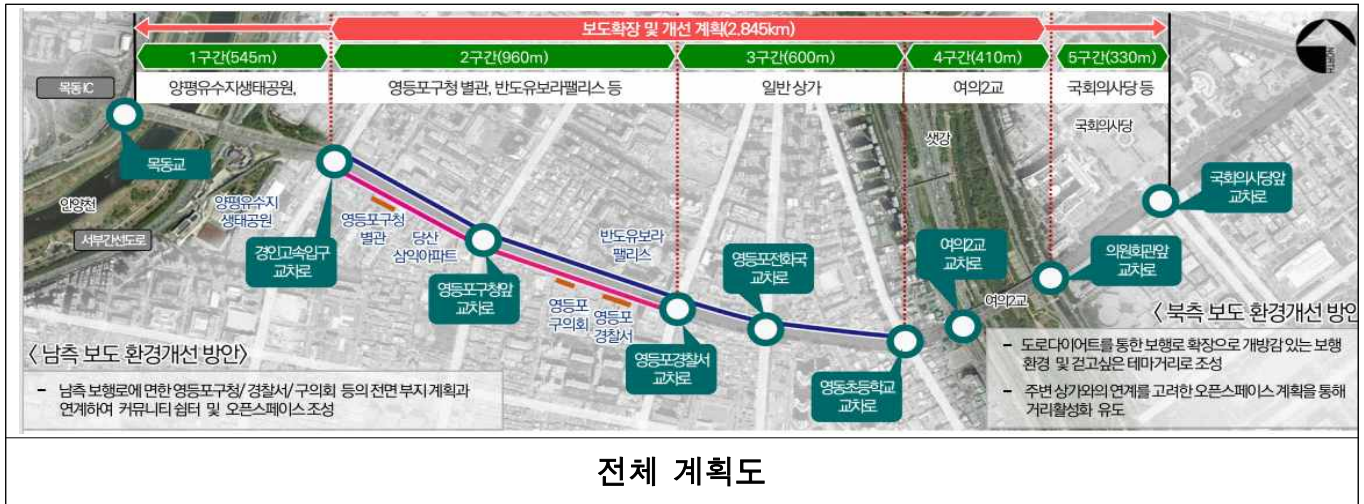 보도확장 및 개선 계획(2,845km)
1구간(545m)
2구간(960m)
3구간(600m)
4구간(410m)
5구간(330m)
양평유수지생태공원,
영등포구청 별관, 반도유보라팰리스 등
일반 상가
여의2교
국회의사당 등
NORTH
목동 IC
목동교
안양천
서부간선도로
양평유수지
생태공원
경인고속입구
교차로
영등포구청
별관
당산
삼익아파트
영등포구청앞
교차로
반도유보라
팰리스
영등포
구의회
영등포
경찰서
영등포경찰서
교차로
영등포전화국
교차로
영동초등학교
교차로
샛강
여의2교
교차로
여의2교
국회의사당
의원회관앞
교차로
국회의사당앞
교차로
〈 남측 보도 환경개선 방안〉
– 남측 보행로에 면한 영등포구청/ 경찰서/ 구의회 등의 전면 부지 계획과
연계하여 커뮤니티 쉼터 및 오픈스페이스 조성
〈 북측 보도 환경개선 방안
– 도로다이어트를 통한 보행로 확장으로 개방감 있는 보행
환경 및 걷고싶은 테마거리로 조성
– 주변 상가와의 연계를 고려한 오픈스페이스 계획을 통해
거리활성화 유도
전체 계획도